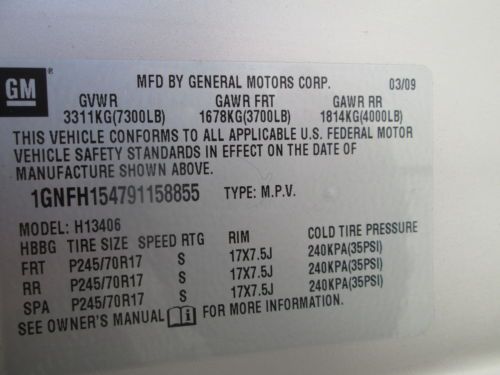 GM
MFD BY GENERAL MOTORS CORP. 03/09
GVWR GAWR FRT GAWR RR
3311KG(7300LB) 1678KG(3700LB) 1814KG(4000LB)
THIS VEHICLE CONFORMS TO ALL APPLICABLE U.S. FEDERAL MOTOR
VEHICLE SAFETY STANDARDS IN EFFECT ON THE DATE OF
MANUFACTURE SHOWN ABOVE.
1GNFH154791158855 TYPE: M.P.V.
MODEL: H13406
HBBG TIRE SIZE SPEED RTG RIM COLD TIRE PRESSURE
FRT P245/70R17 S 17X7.5J 240KPA(35PSI)
RR P245/70R17 S 17X7.5J 240KPA(35PSI)
SPA P245/70R17 S 17X7.5J 240KPA(35PSI)
SEE OWNER'S MANUAL i FOR MORE INFORMATION.